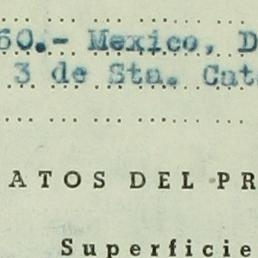 60.- Mexico, D
3 de Sta. Cat
ATOS DEL PR
Superficie